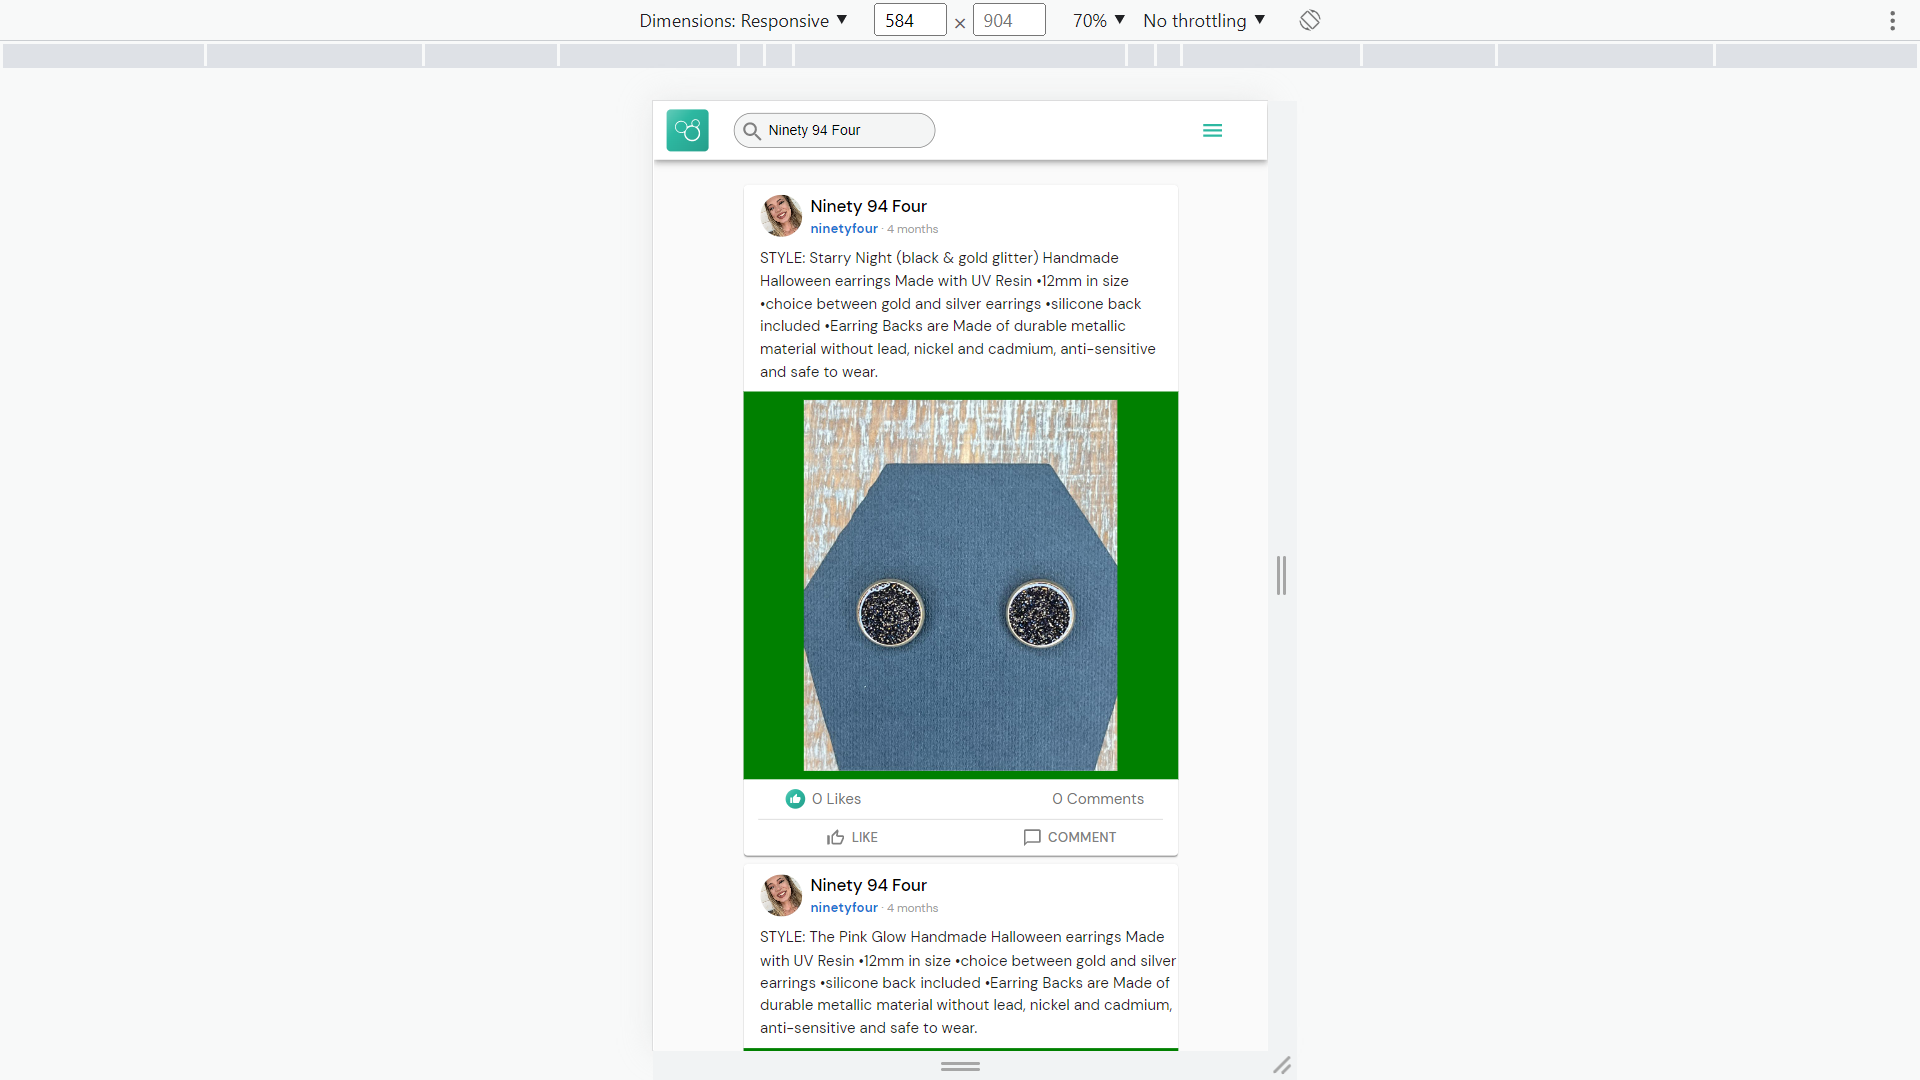 Dimensions: Responsive ▼ 584 × 904 70% ▼ No throttling ▼
Ninety 94 Four
Ninety 94 Four
ninetyfour · 4 months
STYLE: Starry Night (black & gold glitter) Handmade
Halloween earrings Made with UV Resin •12mm in size
•choice between gold and silver earrings •silicone back
included •Earring Backs are Made of durable metallic
material without lead, nickel and cadmium, anti-sensitive
and safe to wear.
0 Likes 0 Comments
LIKE COMMENT
Ninety 94 Four
ninetyfour · 4 months
STYLE: The Pink Glow Handmade Halloween earrings Made
with UV Resin •12mm in size •choice between gold and silver
earrings •silicone back included •Earring Backs are Made of
durable metallic material without lead, nickel and cadmium,
anti-sensitive and safe to wear.